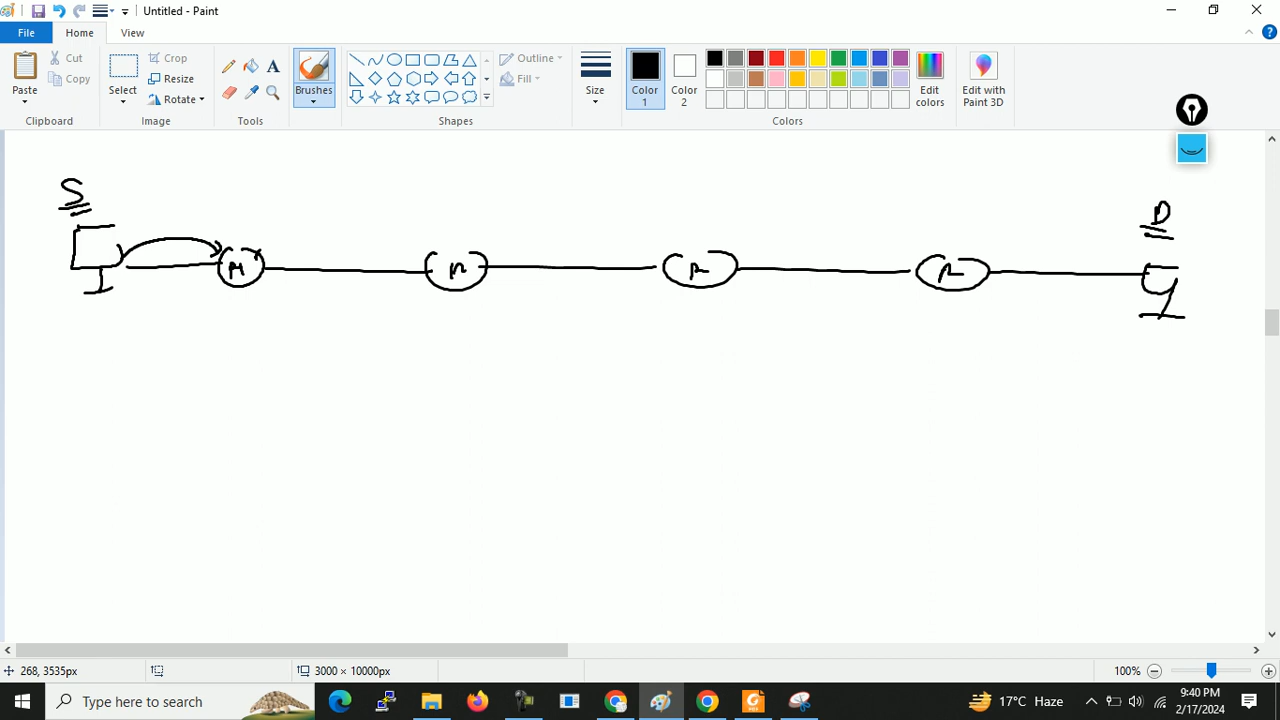 Untitled - Paint
File
Home
View
Paste
Cut
Copy
Clipboard
Select
Crop
Resize
Rotate
Image
A
Tools
Brushes
Outline
Fill
Shapes
Size
Color 1
Color 2
Edit colors
Edit with Paint 3D
Colors
S
D
R
R
R
268, 3535px
3000 × 10000px
100%
Type here to search
17°C Haze
9:40 PM
2/17/2024